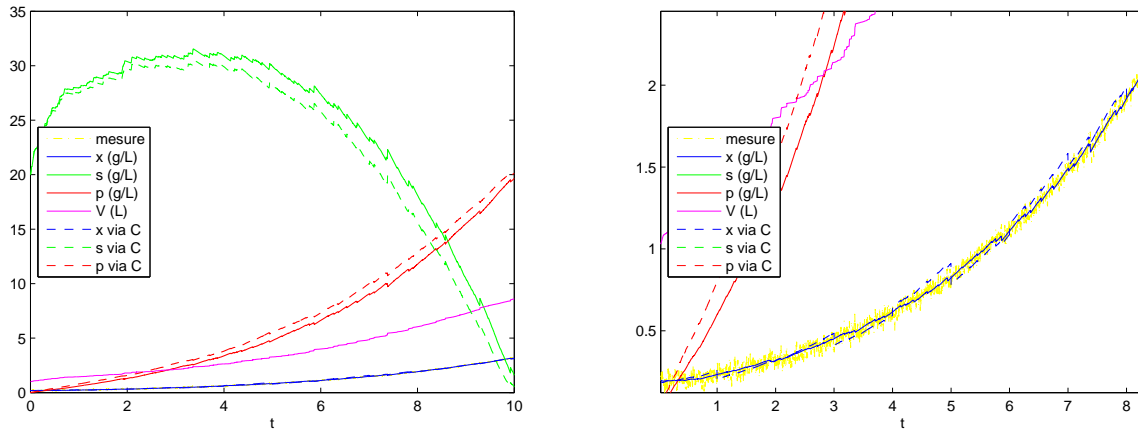 35
30
25
20
15
10
5
0
mesure
x (g/L)
s (g/L)
p (g/L)
V (L)
x via C
s via C
p via C
0 2 4 6 8 10
t
2
1.5
1
0.5
mesure
x (g/L)
s (g/L)
p (g/L)
V (L)
x via C
s via C
p via C
1 2 3 4 5 6 7 8
t